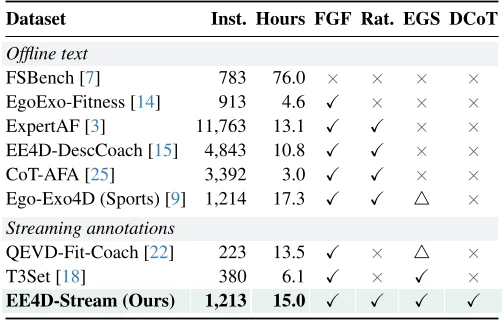 Dataset Inst. Hours FGF Rat. EGS DCoT
Offline text
FSBench [7] 783 76.0 × × × ×
EgoExo-Fitness [14] 913 4.6 ✓ × × ×
ExpertAF [3] 11,763 13.1 ✓ ✓ × ×
EE4D-DescCoach [15] 4,843 10.8 ✓ ✓ × ×
CoT-AFA [25] 3,392 3.0 ✓ ✓ × ×
Ego-Exo4D (Sports) [9] 1,214 17.3 ✓ ✓ △ ×
Streaming annotations
QEVD-Fit-Coach [22] 223 13.5 ✓ × △ ×
T3Set [18] 380 6.1 ✓ × ✓ ×
EE4D-Stream (Ours) 1,213 15.0 ✓ ✓ ✓ ✓